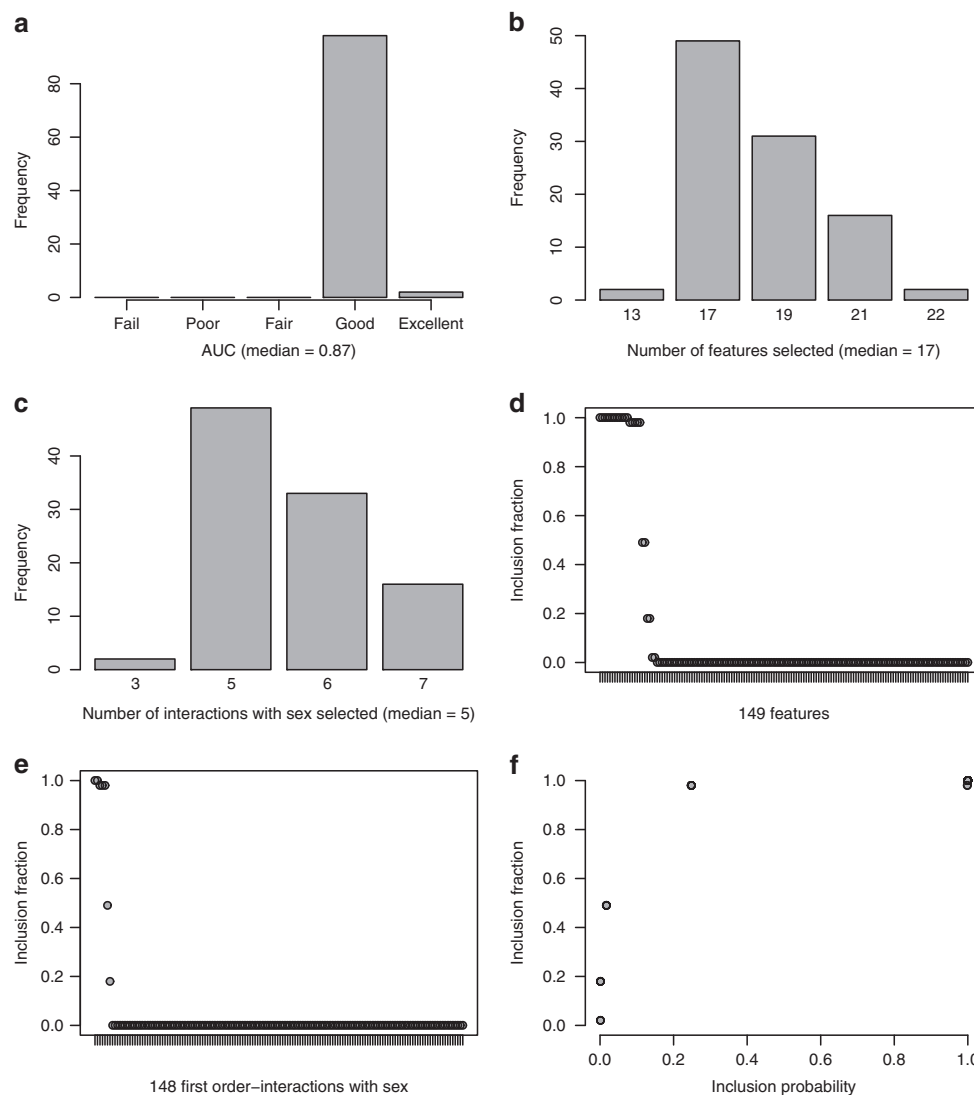 a
Frequency
80
60
40
20
0
Fail Poor Fair Good Excellent
AUC (median = 0.87)
b
Frequency
50
40
30
20
10
0
13 17 19 21 22
Number of features selected (median = 17)
c
Frequency
40
30
20
10
0
3 5 6 7
Number of interactions with sex selected (median = 5)
d
Inclusion fraction
1.0
0.8
0.6
0.4
0.2
0.0
149 features
e
Inclusion fraction
1.0
0.8
0.6
0.4
0.2
0.0
148 first order–interactions with sex
f
Inclusion fraction
1.0
0.8
0.6
0.4
0.2
0.0
0.0 0.2 0.4 0.6 0.8 1.0
Inclusion probability